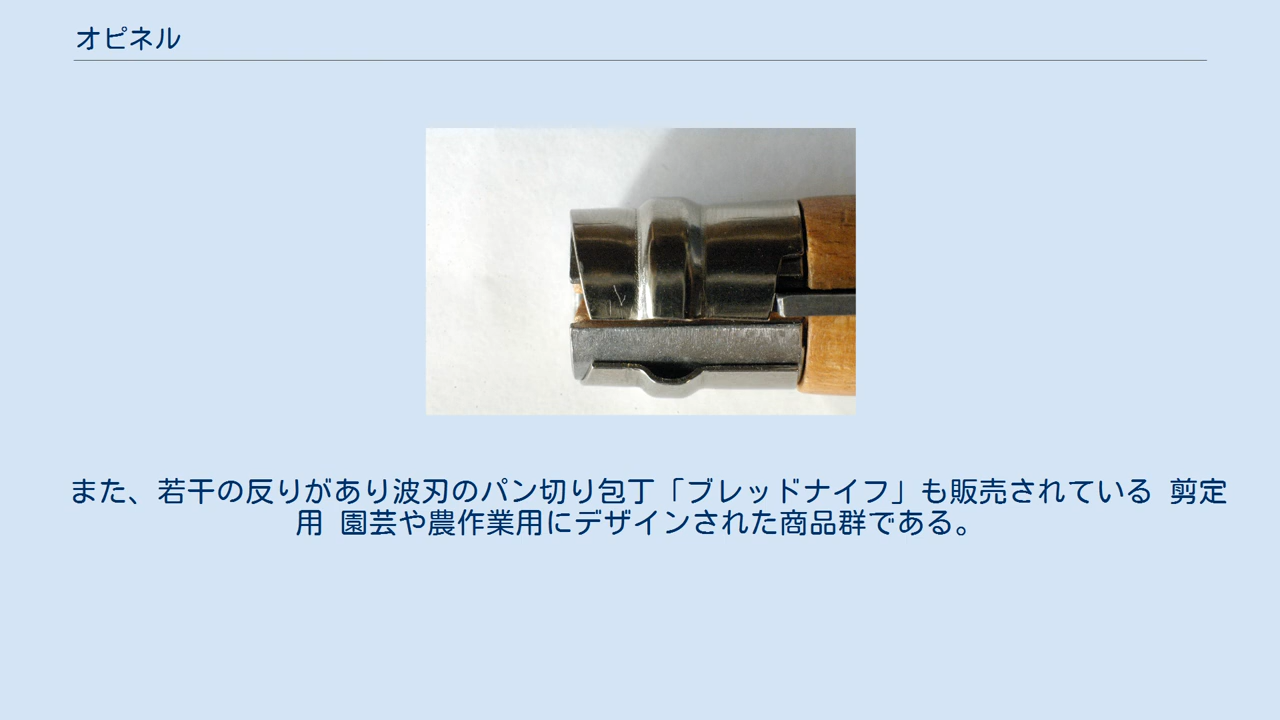 オピネル
また、若干の反りがあり波刃のパン切り包丁「ブレッドナイフ」も販売されている 剪定
用 園芸や農作業用にデザインされた商品群である。